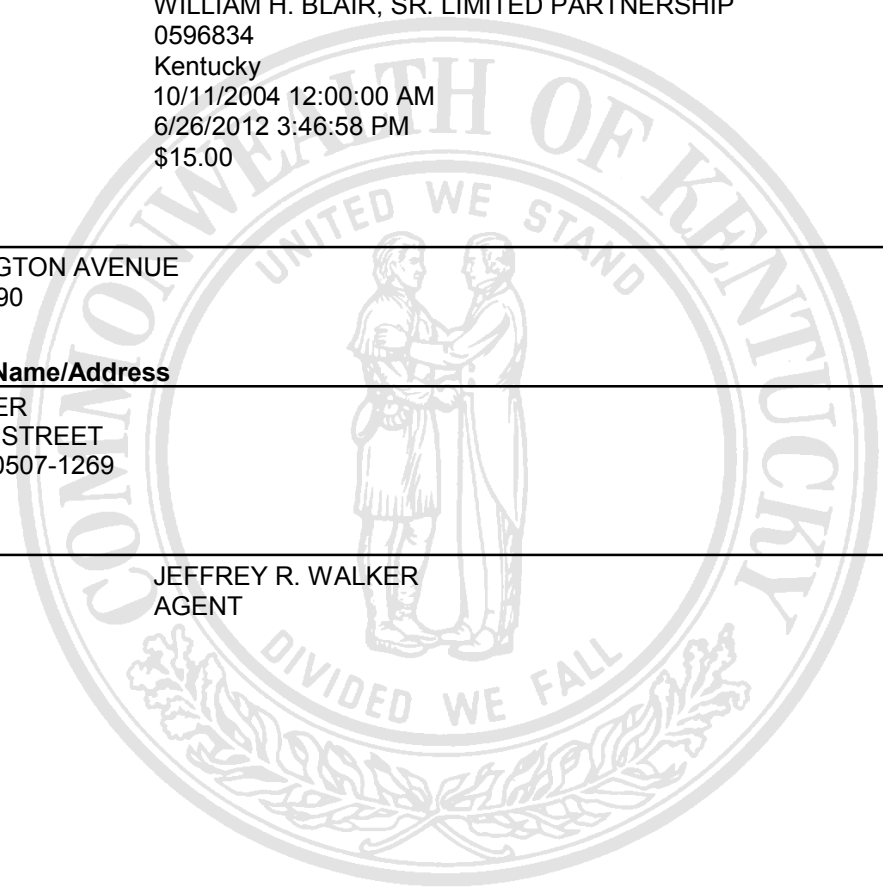 WILLIAM H. BLAIR, SR. LIMITED PARTNERSHIP
0596834
Kentucky
10/11/2004 12:00:00 AM
6/26/2012 3:46:58 PM
$15.00
GTON AVENUE
90
Name/Address
ER
STREET
0507-1269
JEFFREY R. WALKER
AGENT
COMMONWEALTH OF KENTUCKY
UNITED WE STAND
DIVIDED WE FALL